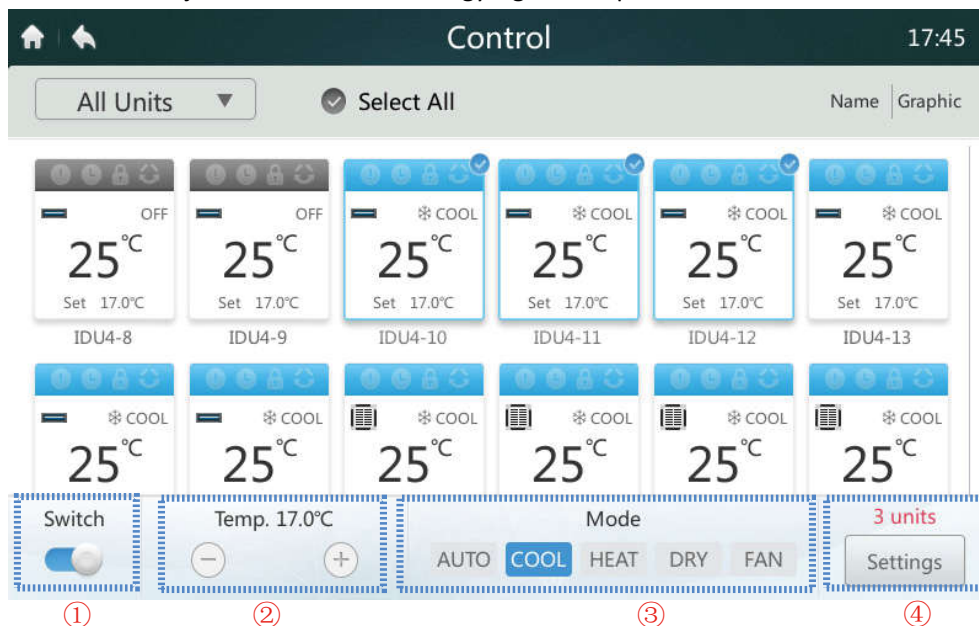 Control 17:45
All Units ▼ Select All Name Graphic
OFF OFF COOL COOL COOL COOL
25°C 25°C 25°C 25°C 25°C 25°C
Set 17.0°C Set 17.0°C Set 17.0°C Set 17.0°C Set 17.0°C Set 17.0°C
IDU4-8 IDU4-9 IDU4-10 IDU4-11 IDU4-12 IDU4-13
COOL COOL COOL COOL COOL COOL
25°C 25°C 25°C 25°C 25°C 25°C
Switch Temp. 17.0°C Mode 3 units
− + AUTO COOL HEAT DRY FAN Settings
① ② ③ ④